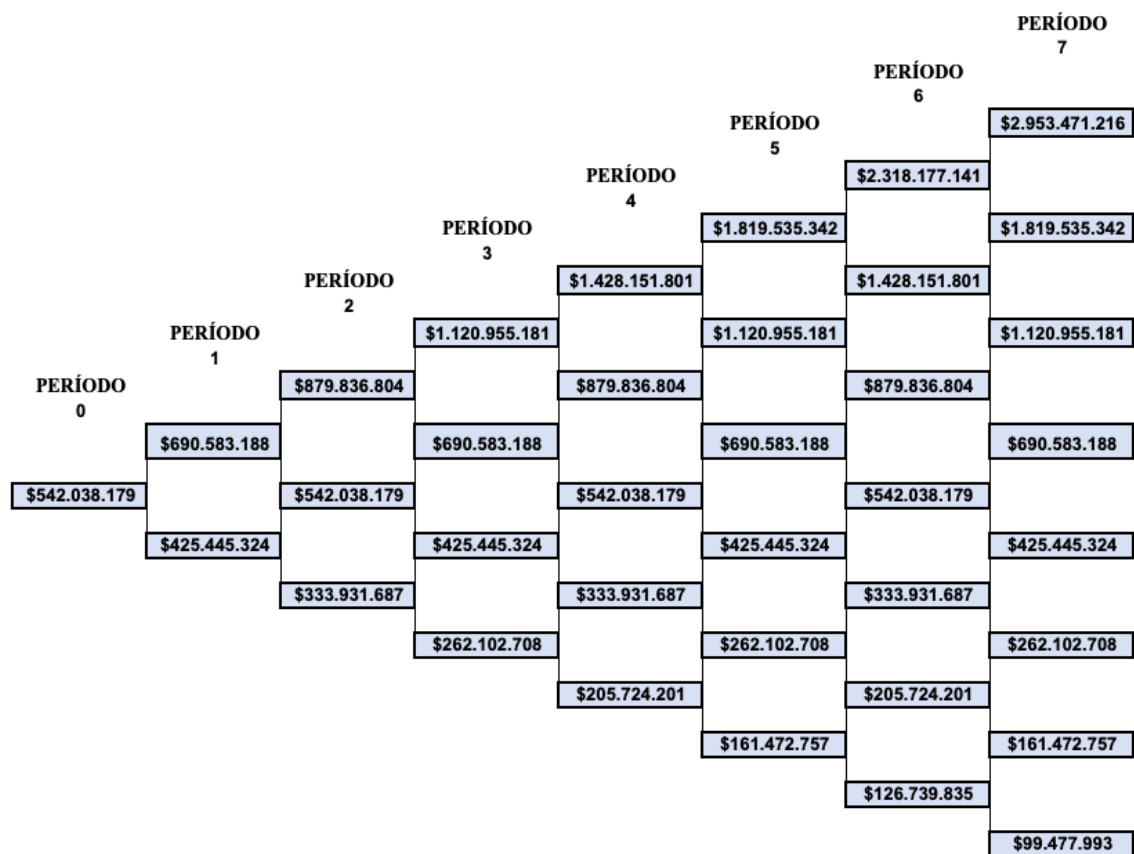 PERÍODO
7
PERÍODO
6
$2.953.471.216
PERÍODO
5
$2.318.177.141
PERÍODO
4
$1.819.535.342 $1.819.535.342
PERÍODO
3
$1.428.151.801 $1.428.151.801
PERÍODO
2
$1.120.955.181 $1.120.955.181 $1.120.955.181
PERÍODO
1
$879.836.804 $879.836.804 $879.836.804
PERÍODO
0
$690.583.188 $690.583.188 $690.583.188 $690.583.188
$542.038.179 $542.038.179 $542.038.179 $542.038.179
$425.445.324 $425.445.324 $425.445.324 $425.445.324
$333.931.687 $333.931.687 $333.931.687
$262.102.708 $262.102.708 $262.102.708
$205.724.201 $205.724.201
$161.472.757 $161.472.757
$126.739.835
$99.477.993